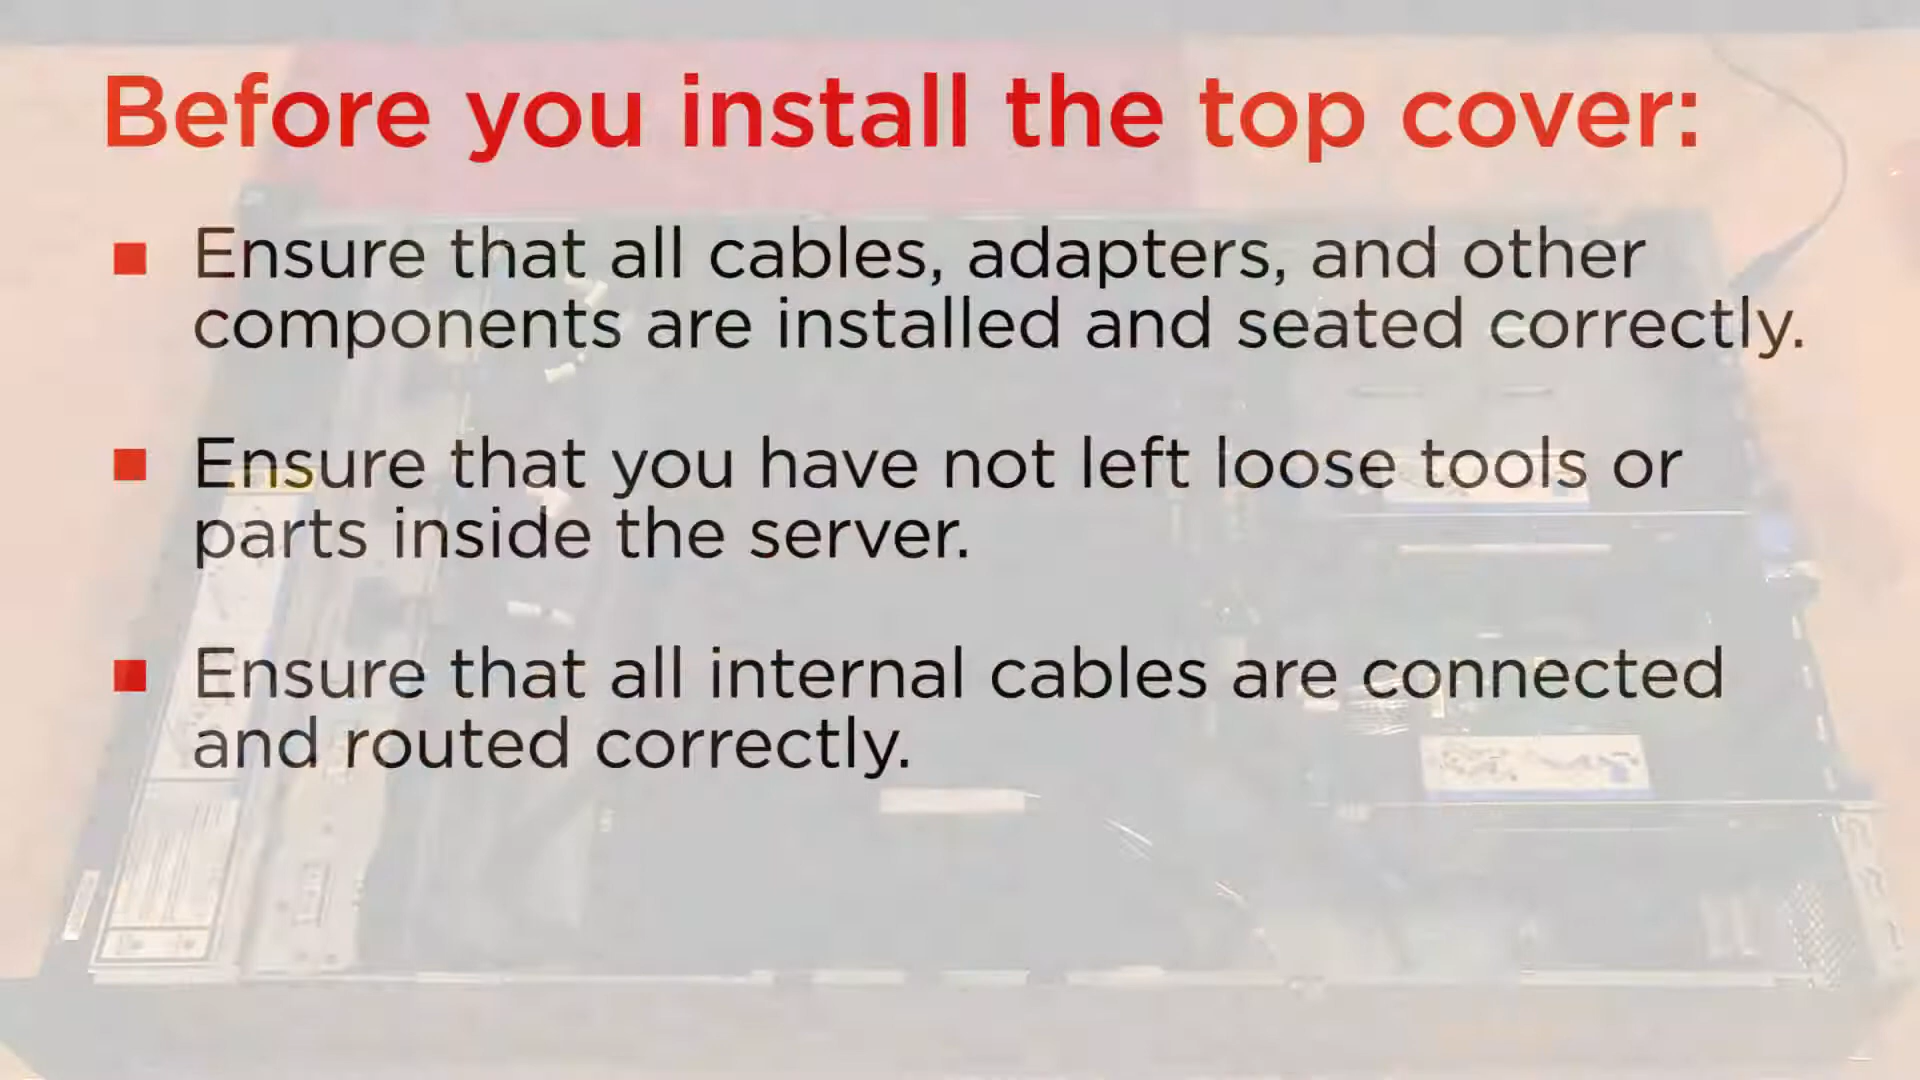 Before you install the top cover:
Ensure that all cables, adapters, and other
components are installed and seated correctly.
Ensure that you have not left loose tools or
parts inside the server.
Ensure that all internal cables are connected
and routed correctly.